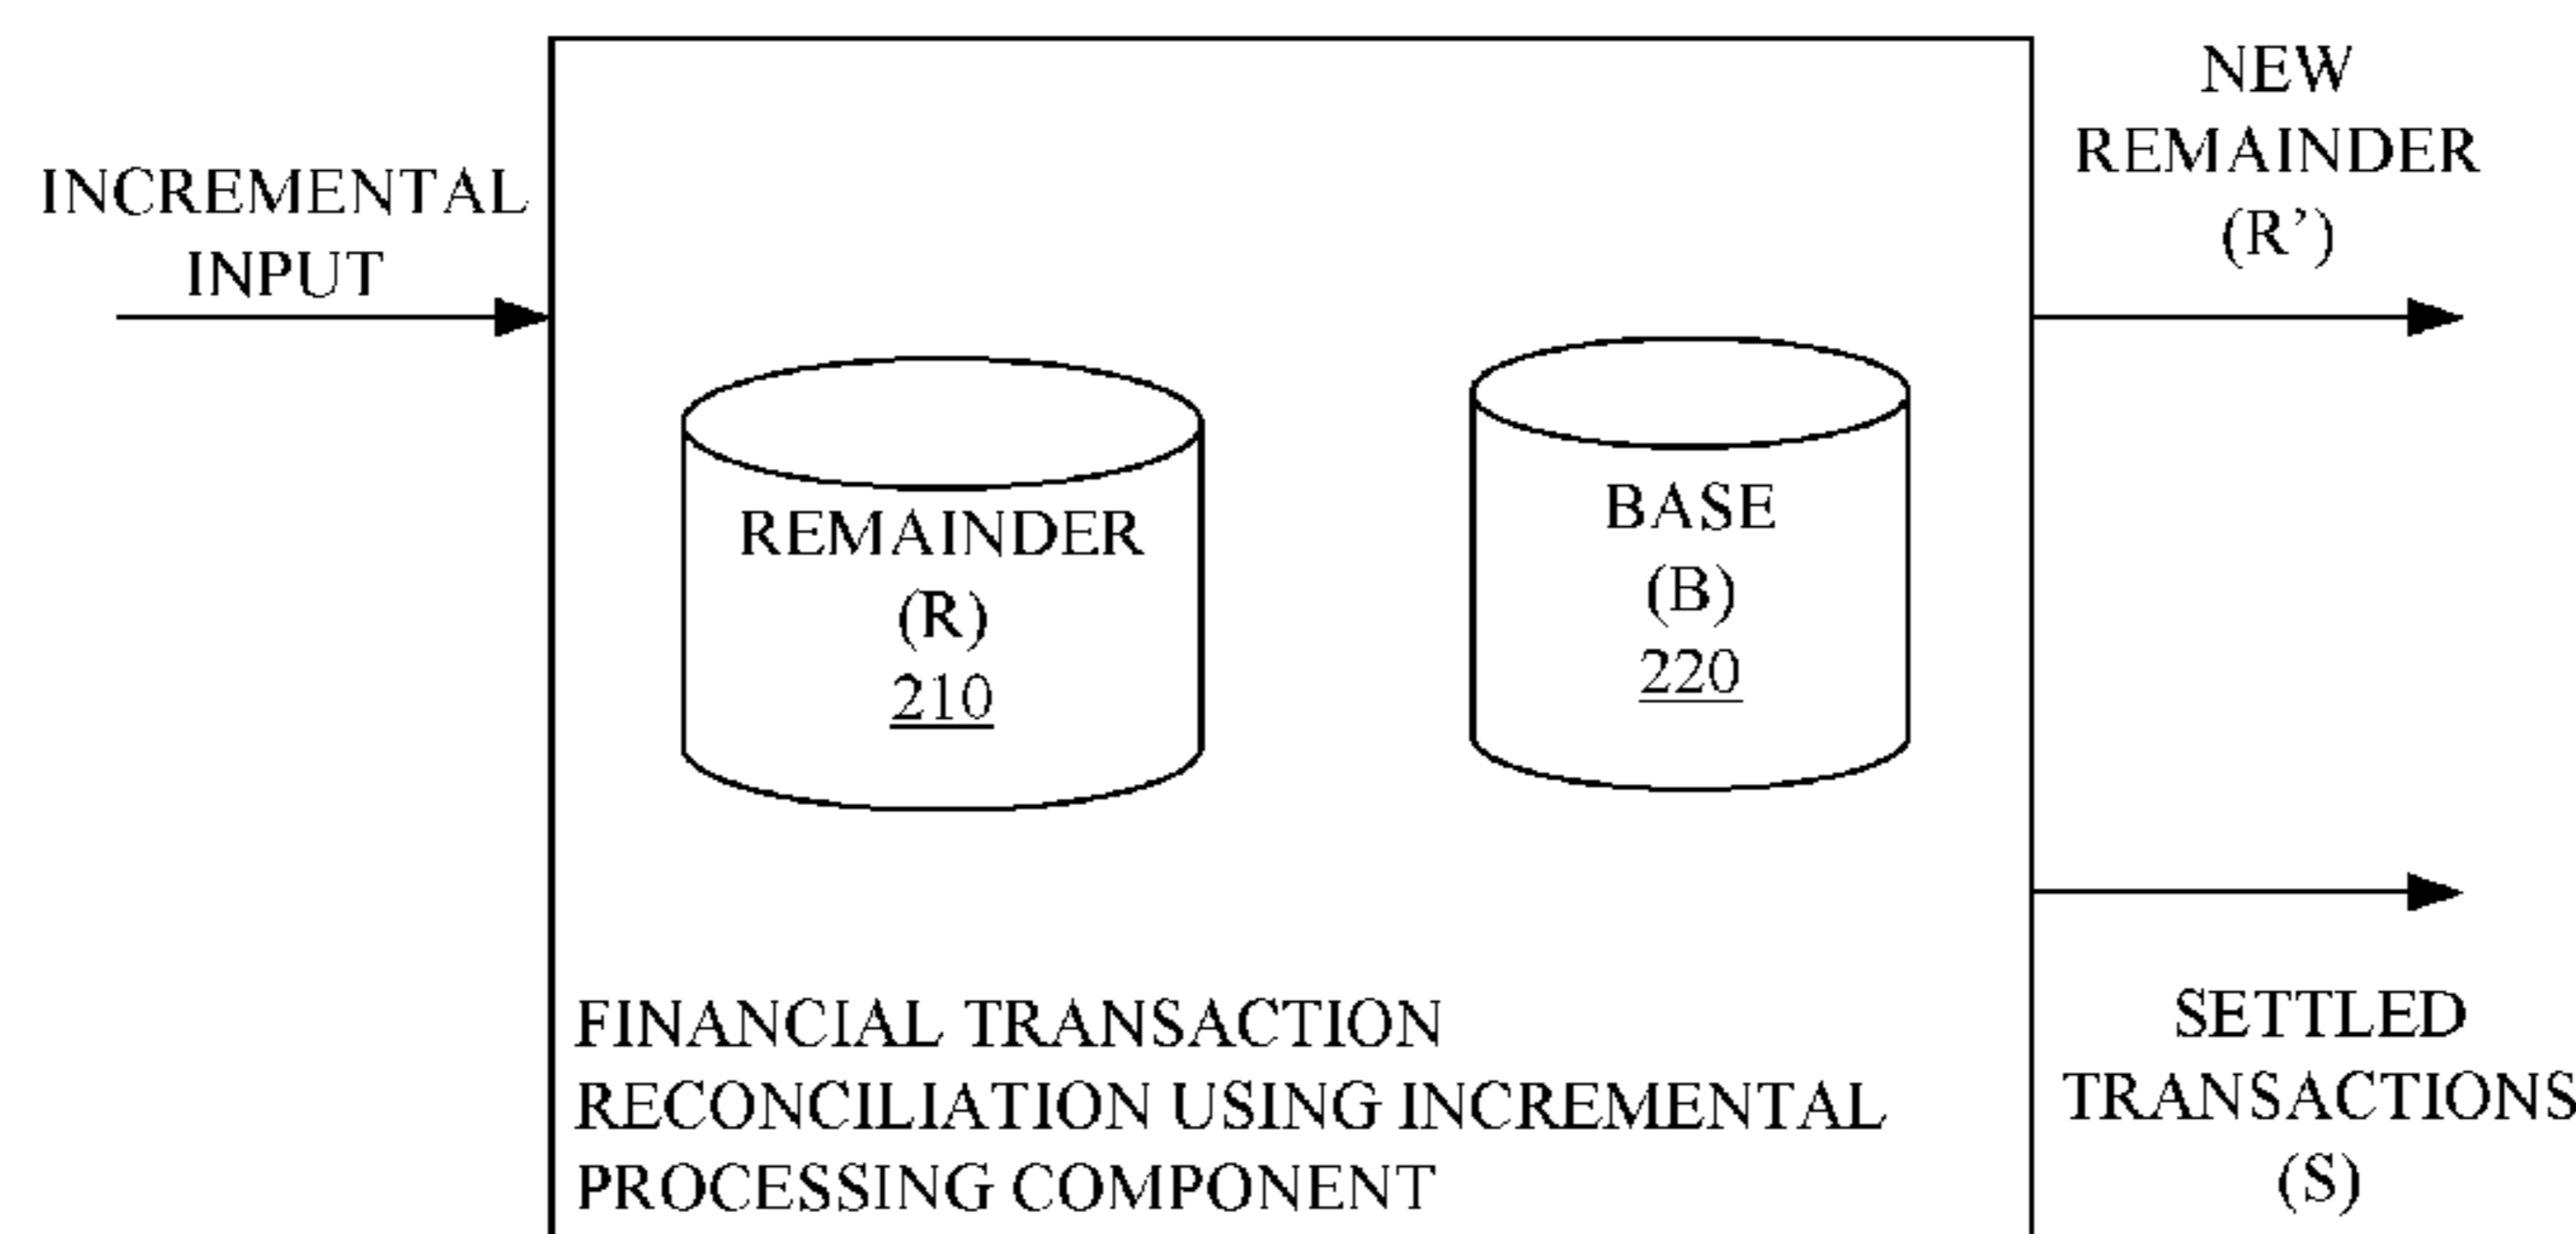 INCREMENTAL
INPUT
REMAINDER
(R)
210
BASE
(B)
220
FINANCIAL TRANSACTION
RECONCILIATION USING INCREMENTAL
PROCESSING COMPONENT
NEW
REMAINDER
(R’)
SETTLED
TRANSACTIONS
(S)